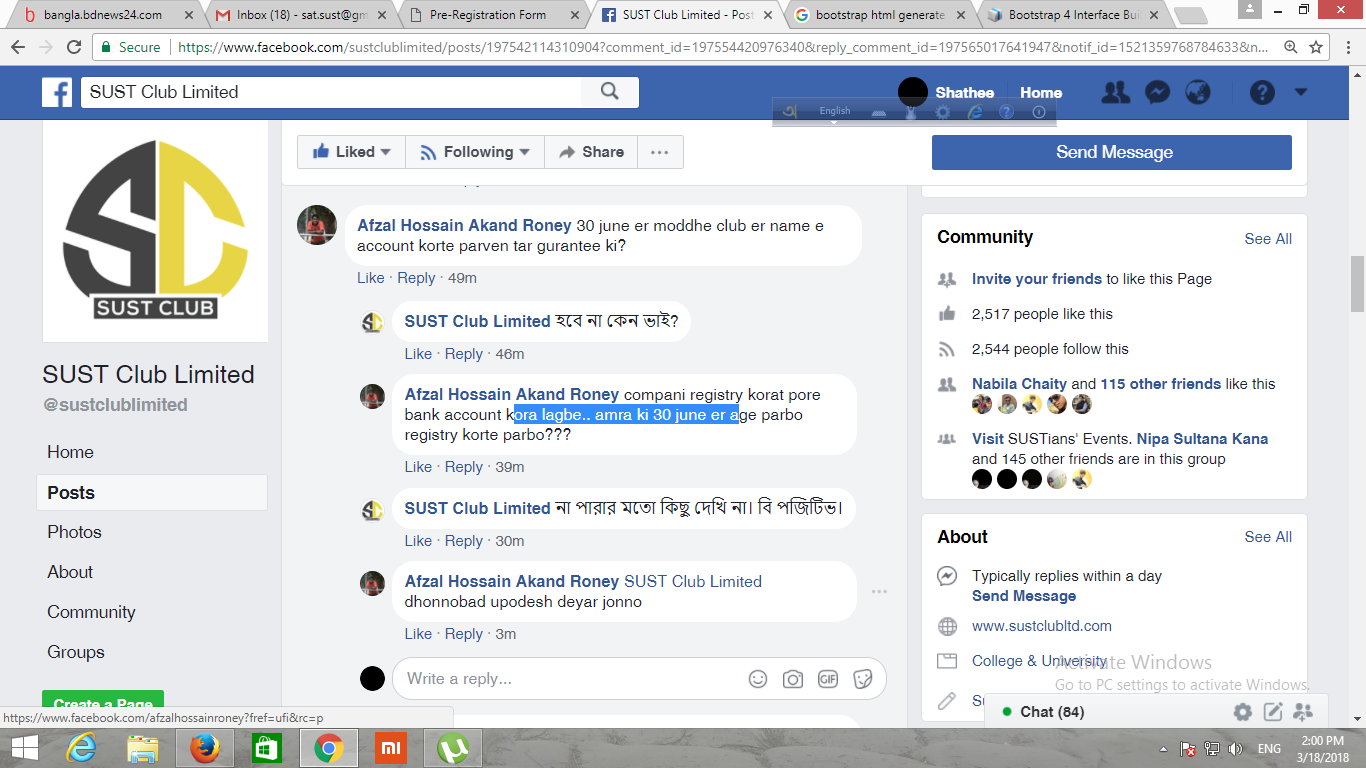 bangla.bdnews24.com
Inbox (18) - sat.sust@gm
Pre-Registration Form
SUST Club Limited - Post
bootstrap html generate
Bootstrap 4 Interface Bui
Secure
https://www.facebook.com/sustclublimited/posts/197542114310904?comment_id=197554420976340&reply_comment_id=197565017641947&notif_id=1521359768784633&n...
SUST Club Limited
Shathee
Home
English
Liked
Following
Share
Send Message
SUST CLUB
SUST Club Limited
@sustclublimited
Home
Posts
Photos
About
Community
Groups
Create a Page
Afzal Hossain Akand Roney 30 june er moddhe club er name e
account korte parven tar gurantee ki?
Like · Reply · 49m
SUST Club Limited হবে না কেন ভাই?
Like · Reply · 46m
Afzal Hossain Akand Roney compani registry korat pore
bank account kora lagbe.. amra ki 30 june er age parbo
registry korte parbo???
Like · Reply · 39m
SUST Club Limited না পারার মতো কিছু দেখি না। বি পজিটিভ।
Like · Reply · 30m
Afzal Hossain Akand Roney SUST Club Limited
dhonnobad upodesh deyar jonno
Like · Reply · 3m
Write a reply...
GIF
Community
See All
Invite your friends to like this Page
2,517 people like this
2,544 people follow this
Nabila Chaity and 115 other friends like this
Visit SUSTians' Events. Nipa Sultana Kana
and 145 other friends are in this group
About
See All
Typically replies within a day
Send Message
www.sustclubltd.com
College & University
Activate Windows
Go to PC settings to activate Windows.
Chat (84)
https://www.facebook.com/afzalhossainroney?fref=ufi&rc=p
ENG
2:00 PM
3/18/2018